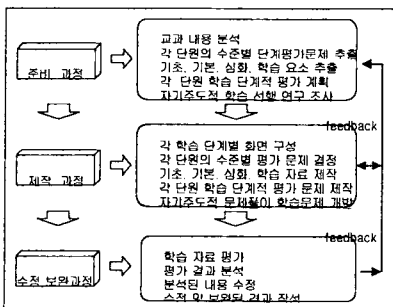 준비 과정
교과 내용 분석
각 단원의 수준별 단계평가문제 추출
기초, 기본, 심화, 학습 요소 추출
각 단원 학습 단계적 평가 계획
자기주도적 학습 선행 연구 조사
feedback
제작 과정
각 학습 단계별 화면 구성
각 단원의 수준별 평가 문제 결정
기초, 기본, 심화, 학습 자료 제작
각 단원 학습 단계적 평가 문제 제작
자기주도적 문제풀이 학습문제 개발
feedback
수정 보완과정
학습 자료 평가
평가 결과 분석
분석된 내용 수정
수정 및 보완된 결과 작성